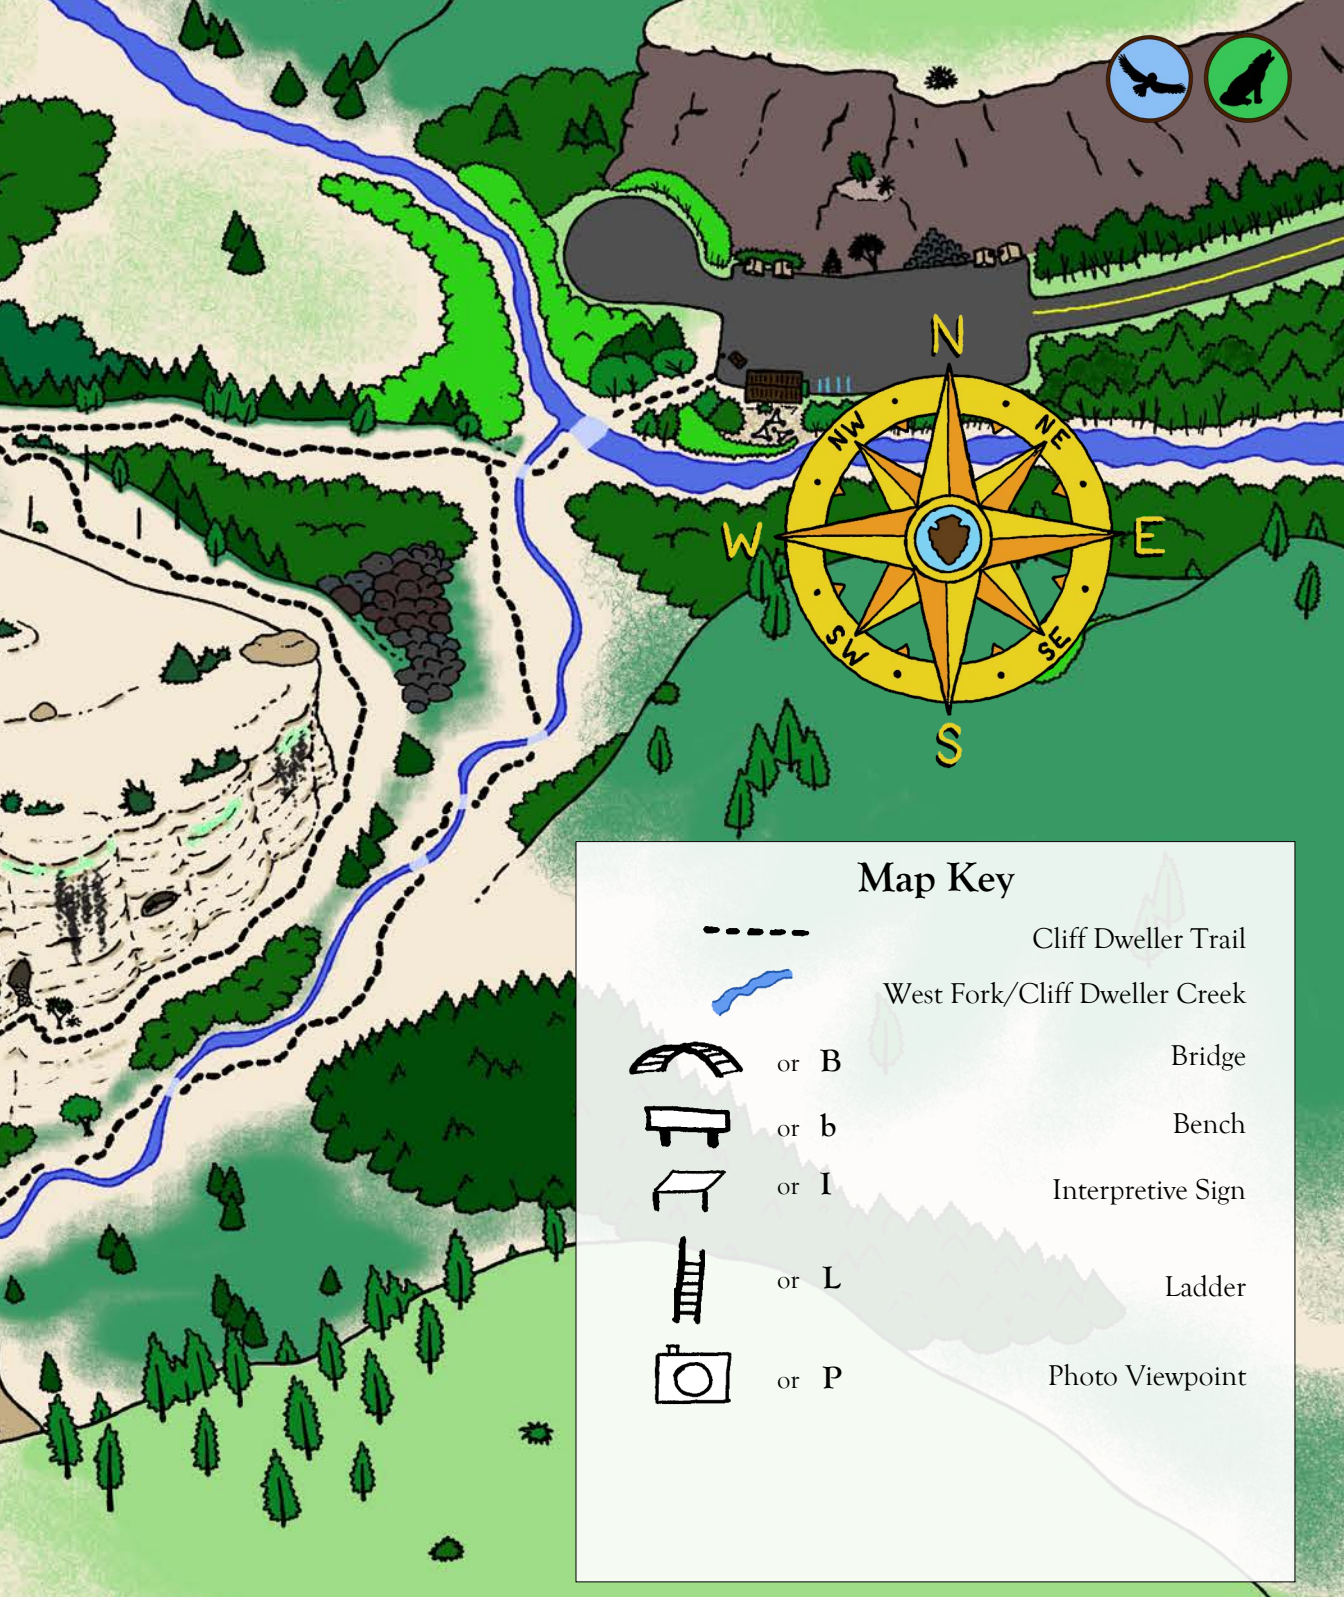 N
NW
NE
W
E
SW
SE
S
Map Key
Cliff Dweller Trail
West Fork/Cliff Dweller Creek
or B Bridge
or b Bench
or I Interpretive Sign
or L Ladder
or P Photo Viewpoint